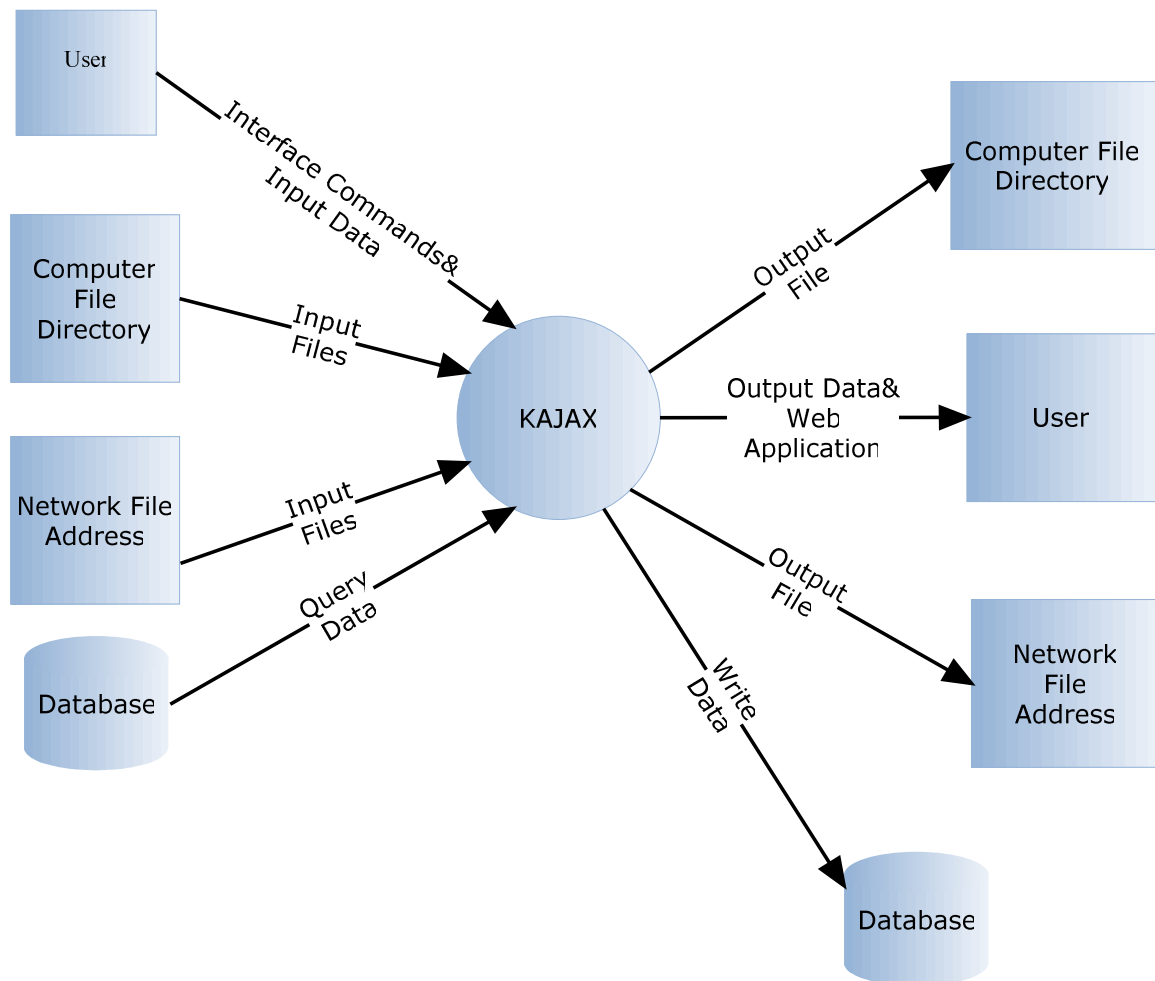 User
Interface Commands&
Input Data
Computer
File
Directory
Input
Files
Network File
Address
Input
Files
Database
Query
Data
KAJAX
Output
File
Computer File
Directory
Output Data&
Web
Application
User
Output
File
Network
File
Address
Write
Data
Database